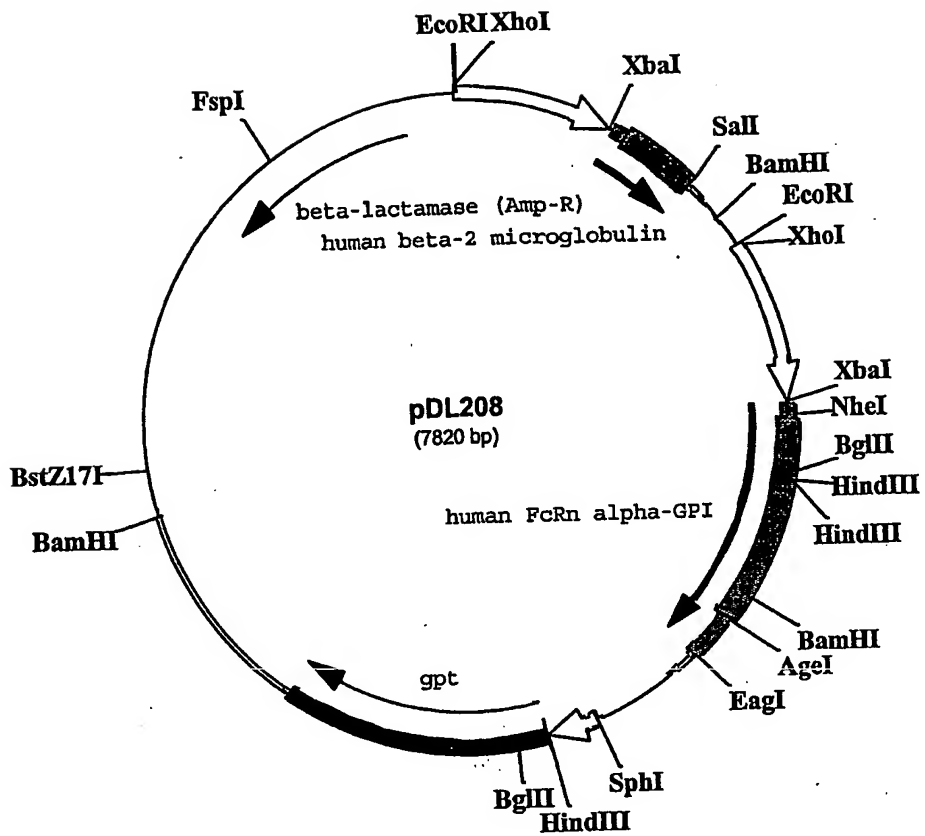 EcoRI XhoI
XbaI
FspI
SalI
BamHI
EcoRI
XhoI
beta-lactamase (Amp-R)
human beta-2 microglobulin
pDL208
(7820 bp)
XbaI
NheI
BglII
HindIII
HindIII
human FcRn alpha-GPI
BstZ17I
BamHI
BamHI
AgeI
EagI
gpt
SphI
BglII
HindIII